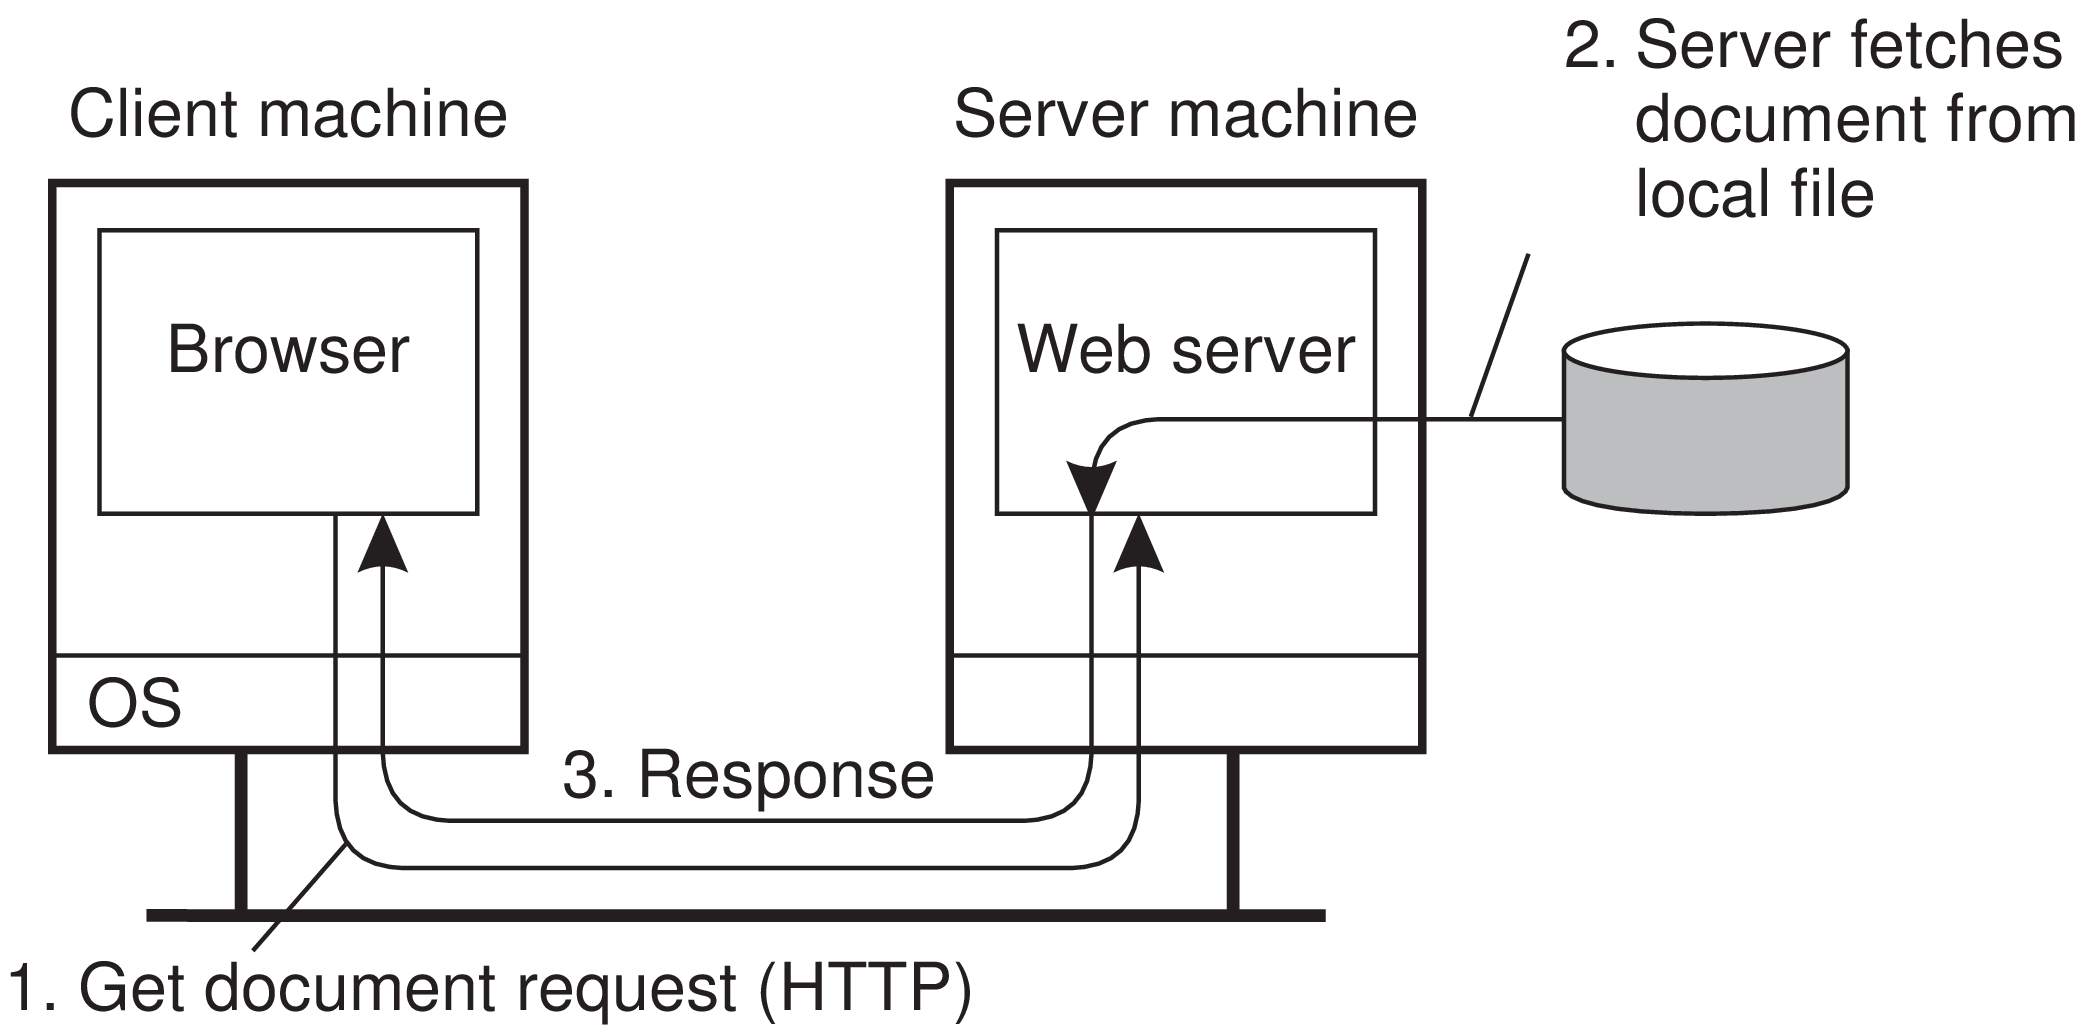 2. Server fetches
document from
local file
Client machine
Server machine
Browser
Web server
OS
3. Response
1. Get document request (HTTP)